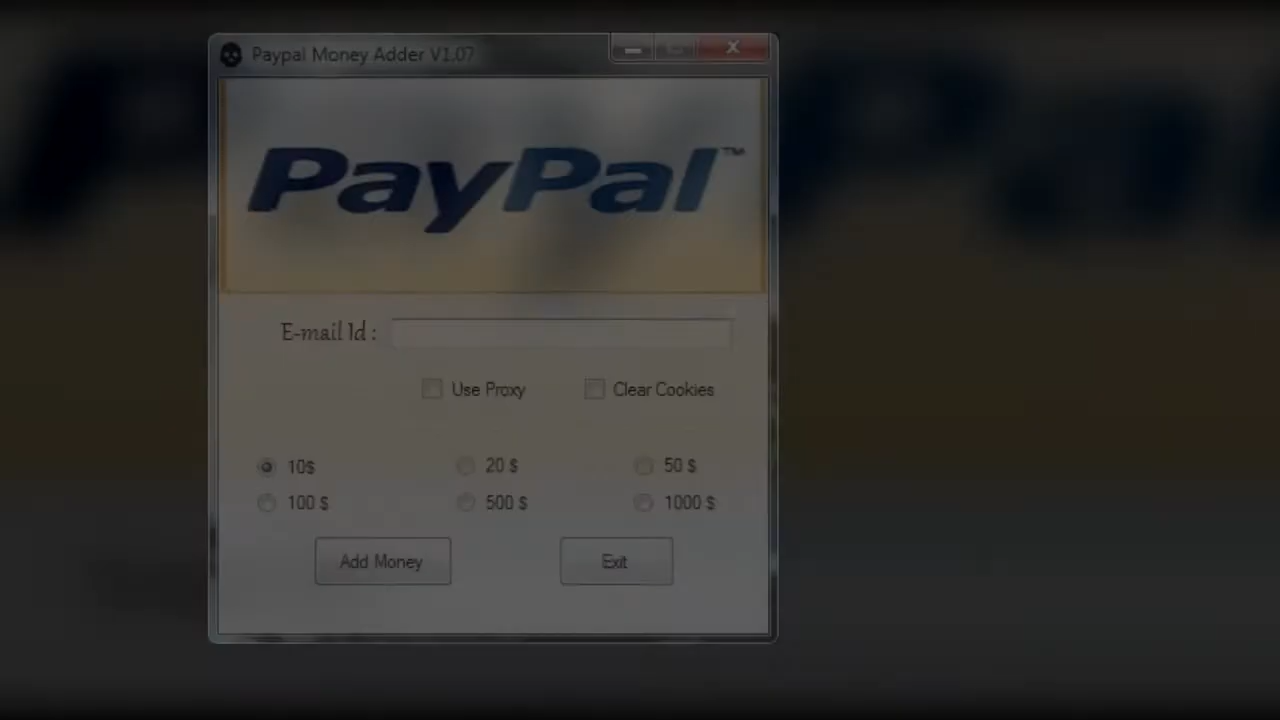 Paypal Money Adder V1.07
PayPal™
E-mail Id :
Use Proxy Clear Cookies
10$ 20 $ 50 $
100 $ 500 $ 1000 $
Add Money Exit